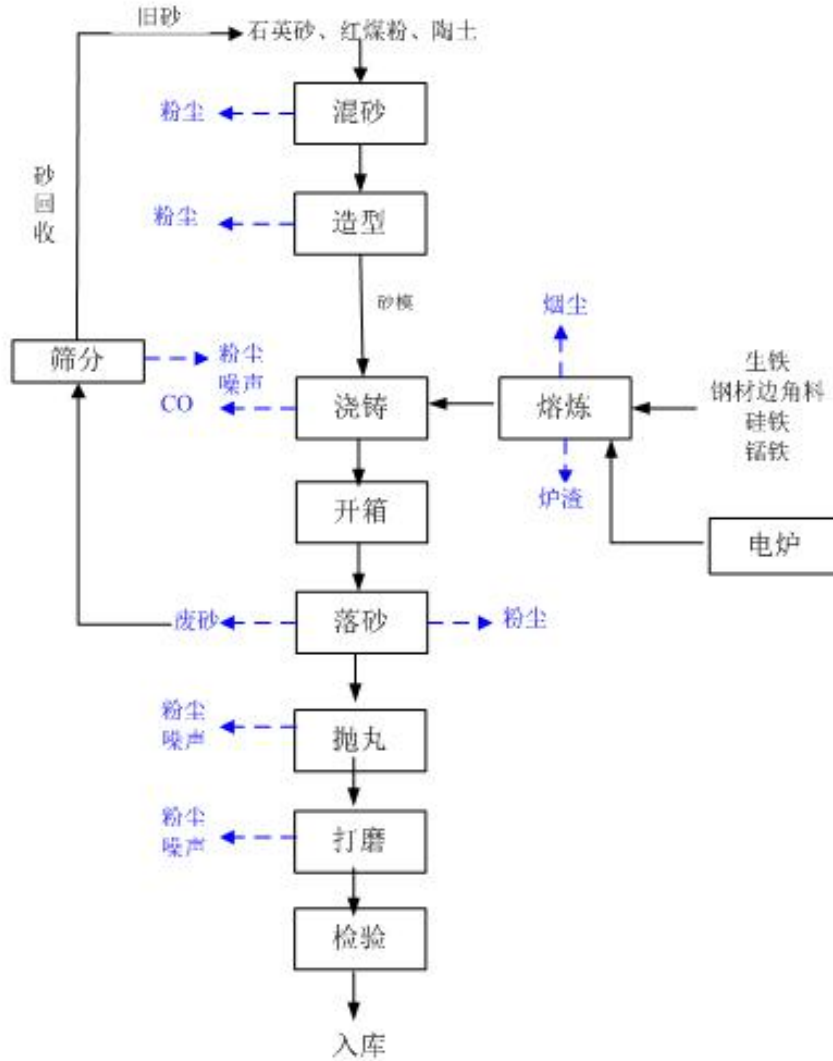 旧砂
石英砂、红煤粉、陶土
粉尘
混砂
砂
回
收
粉尘
造型
砂模
烟尘
筛分
粉尘
噪声
CO
浇铸
熔炼
生铁
钢材边角料
硅铁
锰铁
炉渣
开箱
电炉
废砂
落砂
粉尘
粉尘
噪声
抛丸
粉尘
噪声
打磨
检验
入库